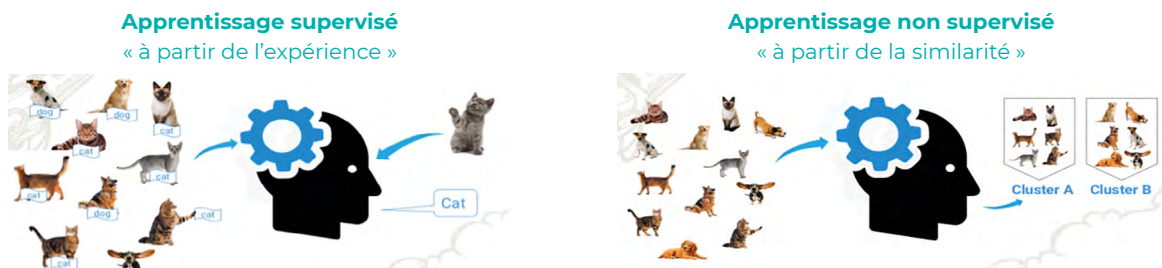 Apprentissage supervisé
« à partir de l’expérience »
dog
dog
cat
cat
cat
cat
dog
cat
cat
Cat
Apprentissage non supervisé
« à partir de la similarité »
Cluster A
Cluster B